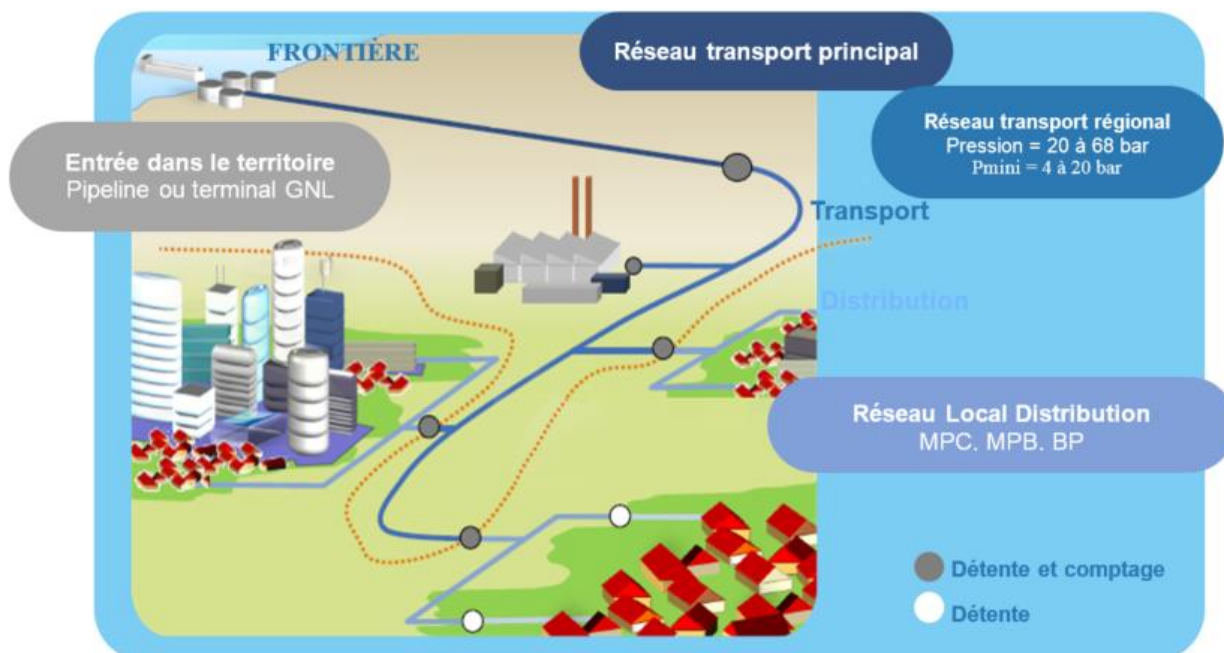 FRONTIÈRE
Réseau transport principal
Réseau transport régional
Pression = 20 à 68 bar
Pmini = 4 à 20 bar
Entrée dans le territoire
Pipeline ou terminal GNL
Transport
Distribution
Réseau Local Distribution
MPC, MPB, BP
Détente et comptage
Détente